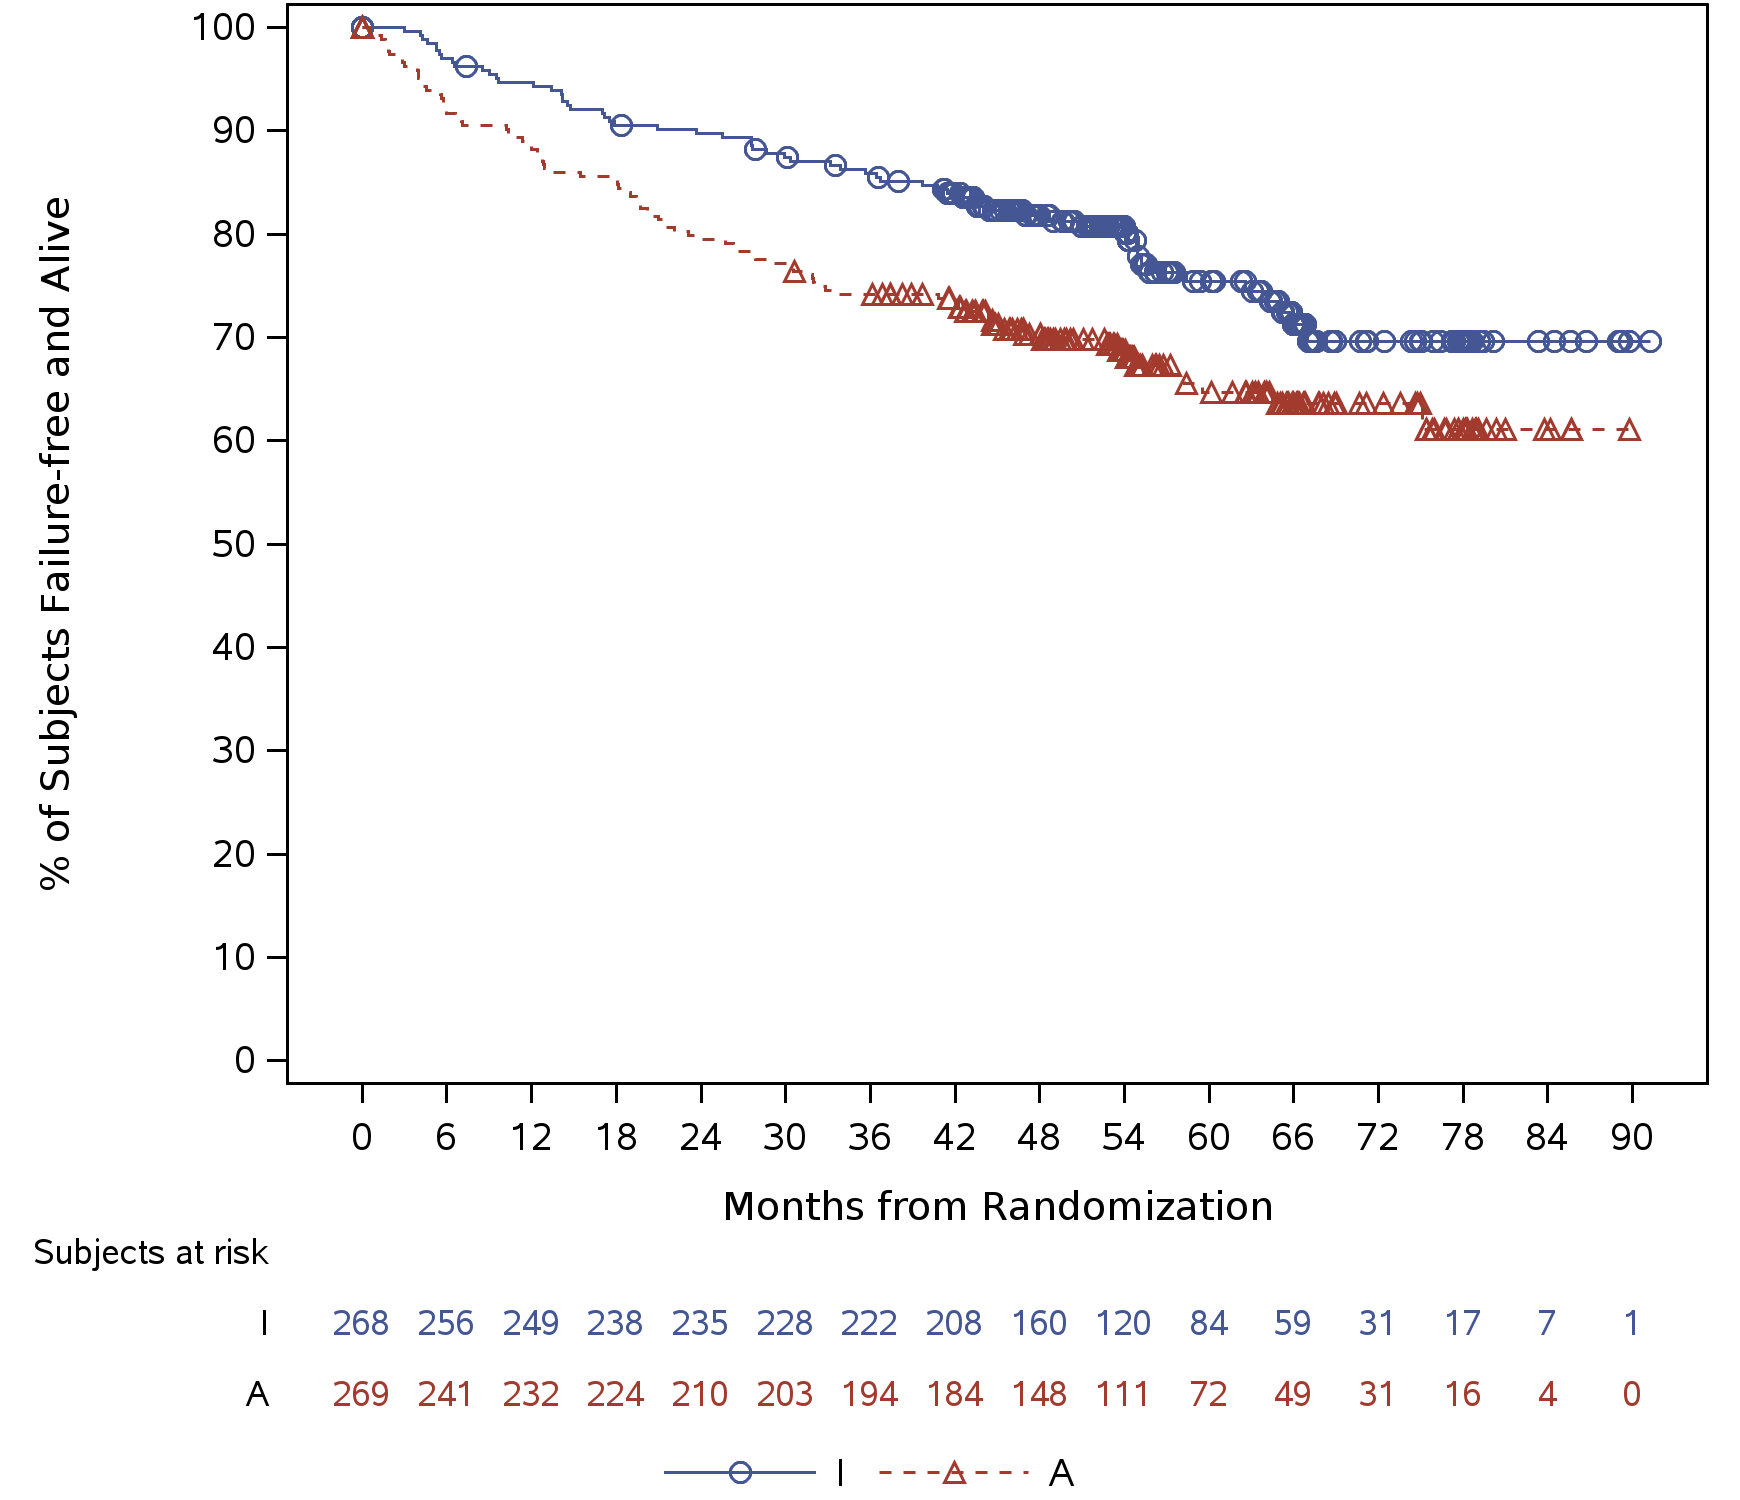 % of Subjects Failure-free and Alive
100
90
80
70
60
50
40
30
20
10
0
0 6 12 18 24 30 36 42 48 54 60 66 72 78 84 90
Months from Randomization
Subjects at risk
I 268 256 249 238 235 228 222 208 160 120 84 59 31 17 7 1
A 269 241 232 224 210 203 194 184 148 111 72 49 31 16 4 0
I A